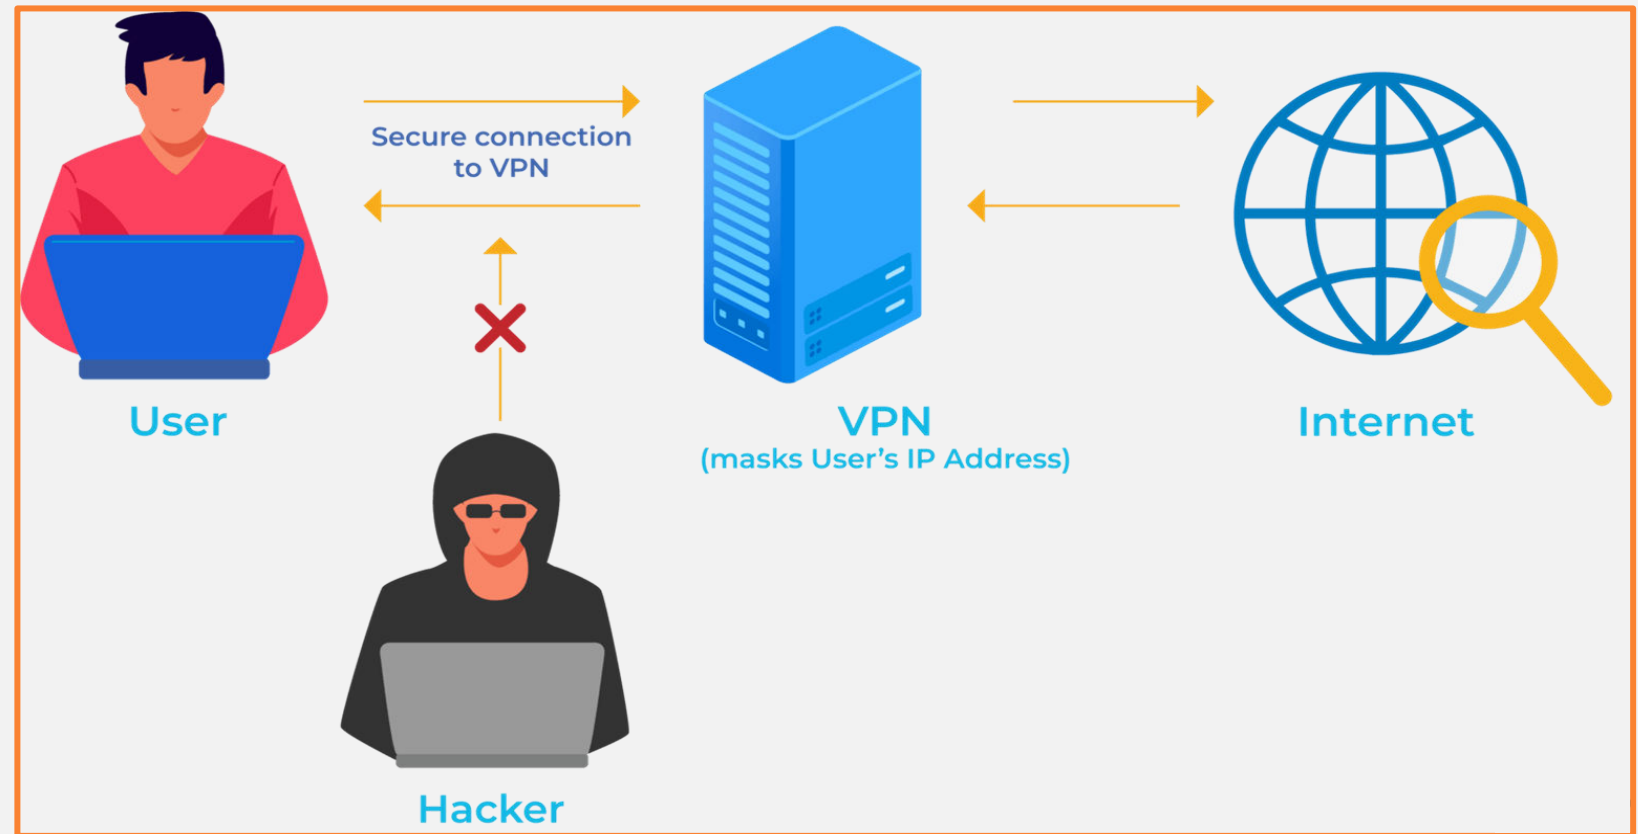 Secure connection
to VPN
User
VPN
(masks User's IP Address)
Internet
Hacker